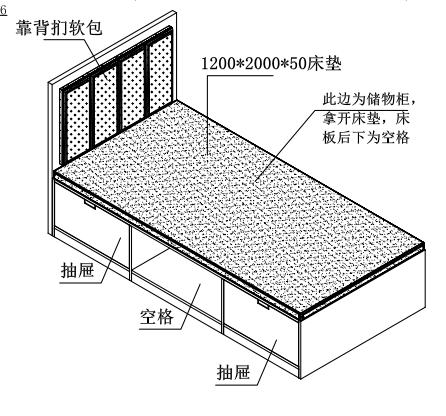 6
靠背扪软包
1200*2000*50床垫
此边为储物柜，
拿开床垫，床
板后下为空格
抽屉
空格
抽屉